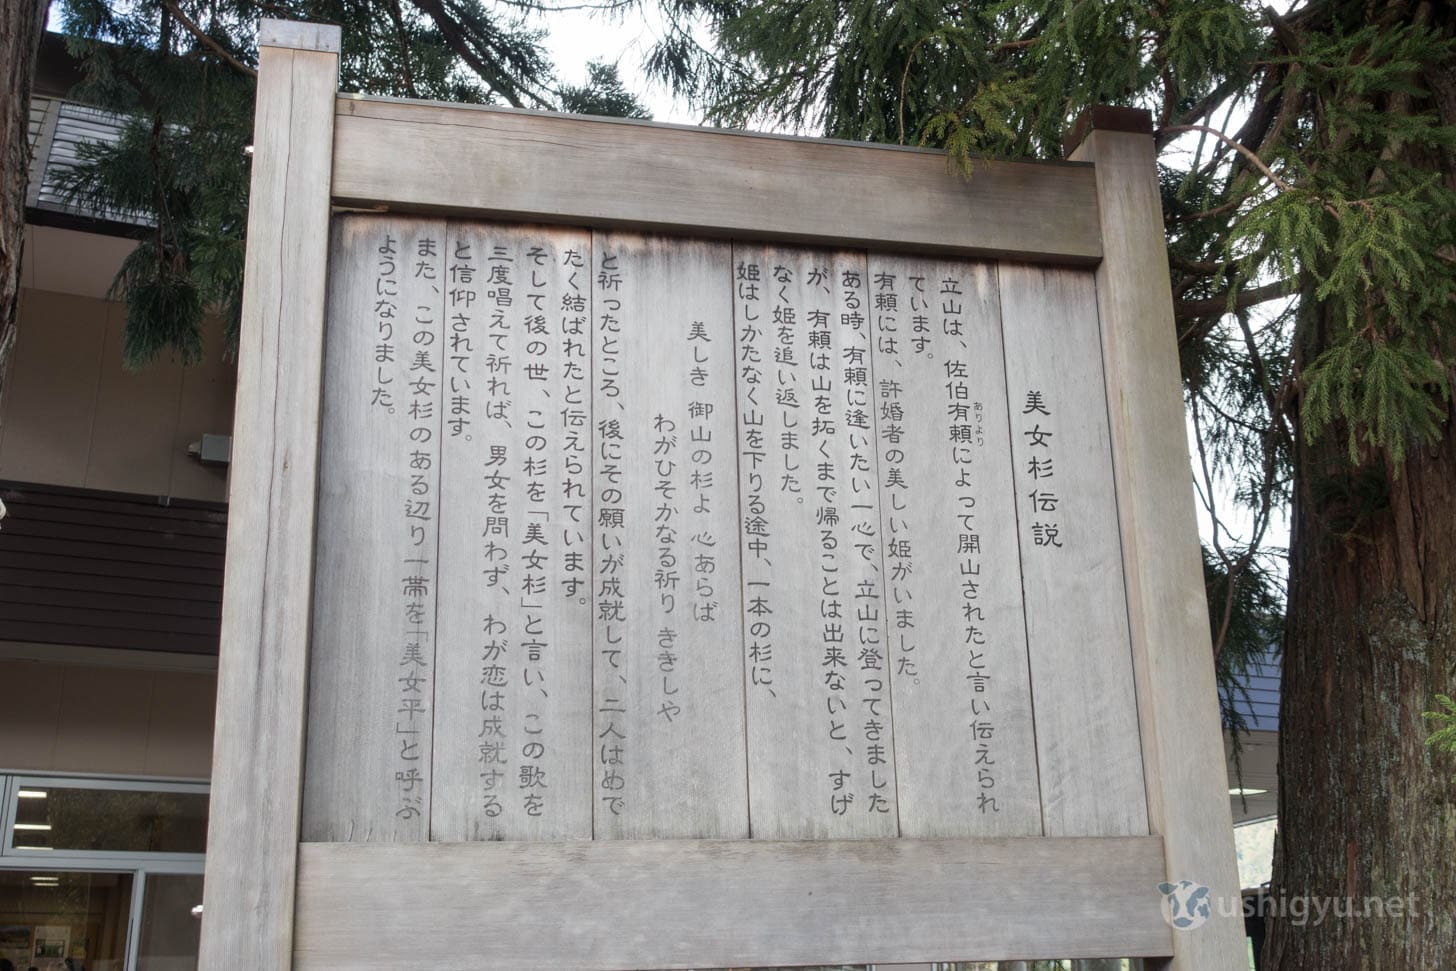 美女杉伝説
立山は、佐伯有頼によって開山されたと言い伝えられ
ありより
ています。
有頼には、許婚者の美しい姫がいました。
ある時、有頼に逢いたい一心で、立山に登ってきました
が、有頼は山を拓くまで帰ることは出来ないと、すげ
なく姫を追い返しました。
姫はしかたなく山を下りる途中、一本の杉に、
美しき 御山の杉よ 心あらば
わがひそかなる祈り ききしや
と祈ったところ、後にその願いが成就して、二人はめで
たく結ばれたと伝えられています。
そして後の世、この杉を「美女杉」と言い、この歌を
三度唱えて祈れば、男女を問わず、わが恋は成就する
と信仰されています。
また、この美女杉のある辺り一帯を「美女平」と呼ぶ
ようになりました。
ushigyu.net